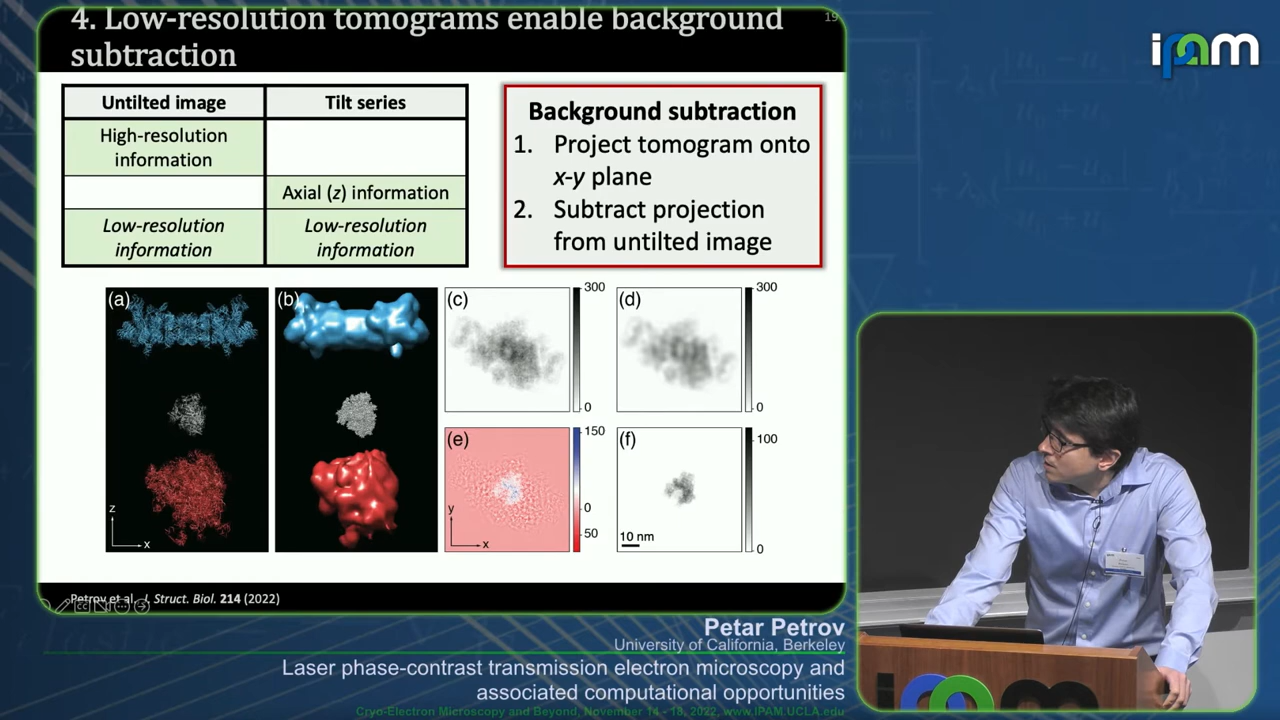 4. Low-resolution tomograms enable background
subtraction
19
Untilted image
Tilt series
High-resolution
information
Axial (z) information
Low-resolution
information
Low-resolution
information
Background subtraction
1. Project tomogram onto
x-y plane
2. Subtract projection
from untilted image
(a)
z
x
(b)
(c)
300
0
(d)
300
0
(e)
y
x
150
0
50
(f)
10 nm
100
0
Petrov et al. J. Struct. Biol. 214 (2022)
ipam
Petar Petrov
University of California, Berkeley
Laser phase-contrast transmission electron microscopy and
associated computational opportunities
Cryo-Electron Microscopy and Beyond, November 14 - 18, 2022, www.IPAM.UCLA.edu